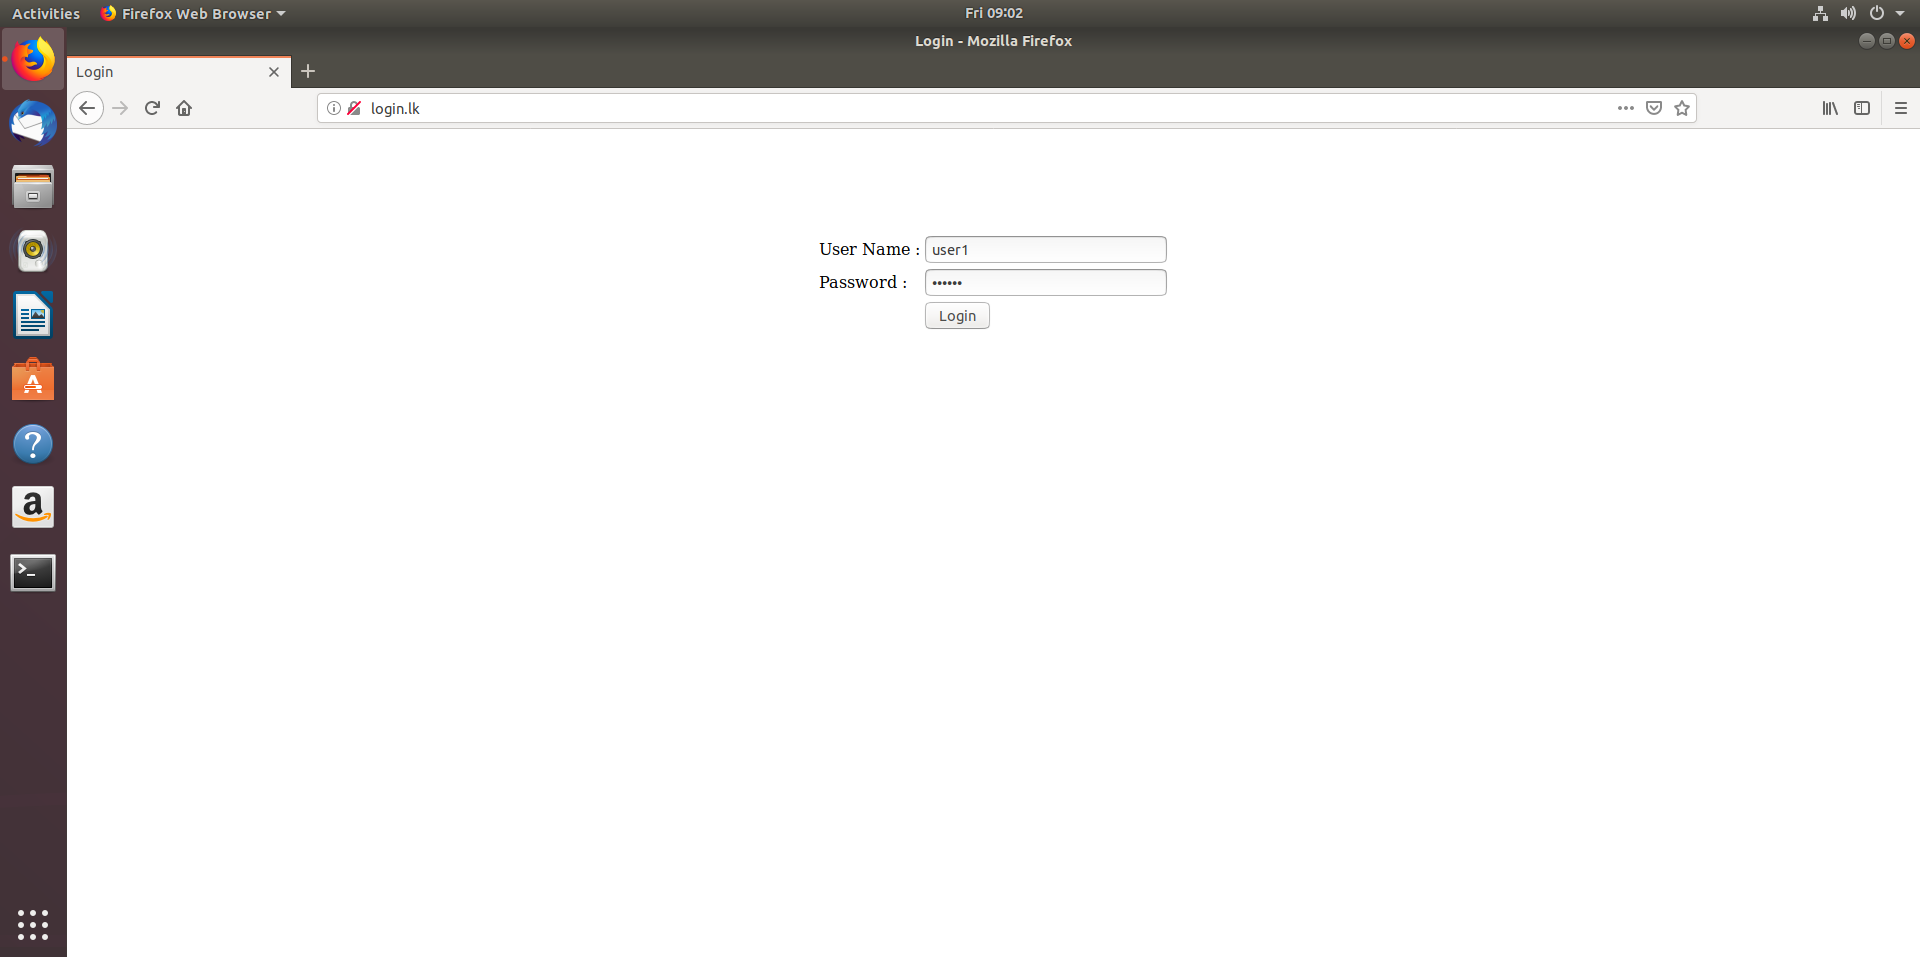 Activities Firefox Web Browser Fri 09:02
Login - Mozilla Firefox
Login
login.lk
User Name : user1
Password : ••••••
Login